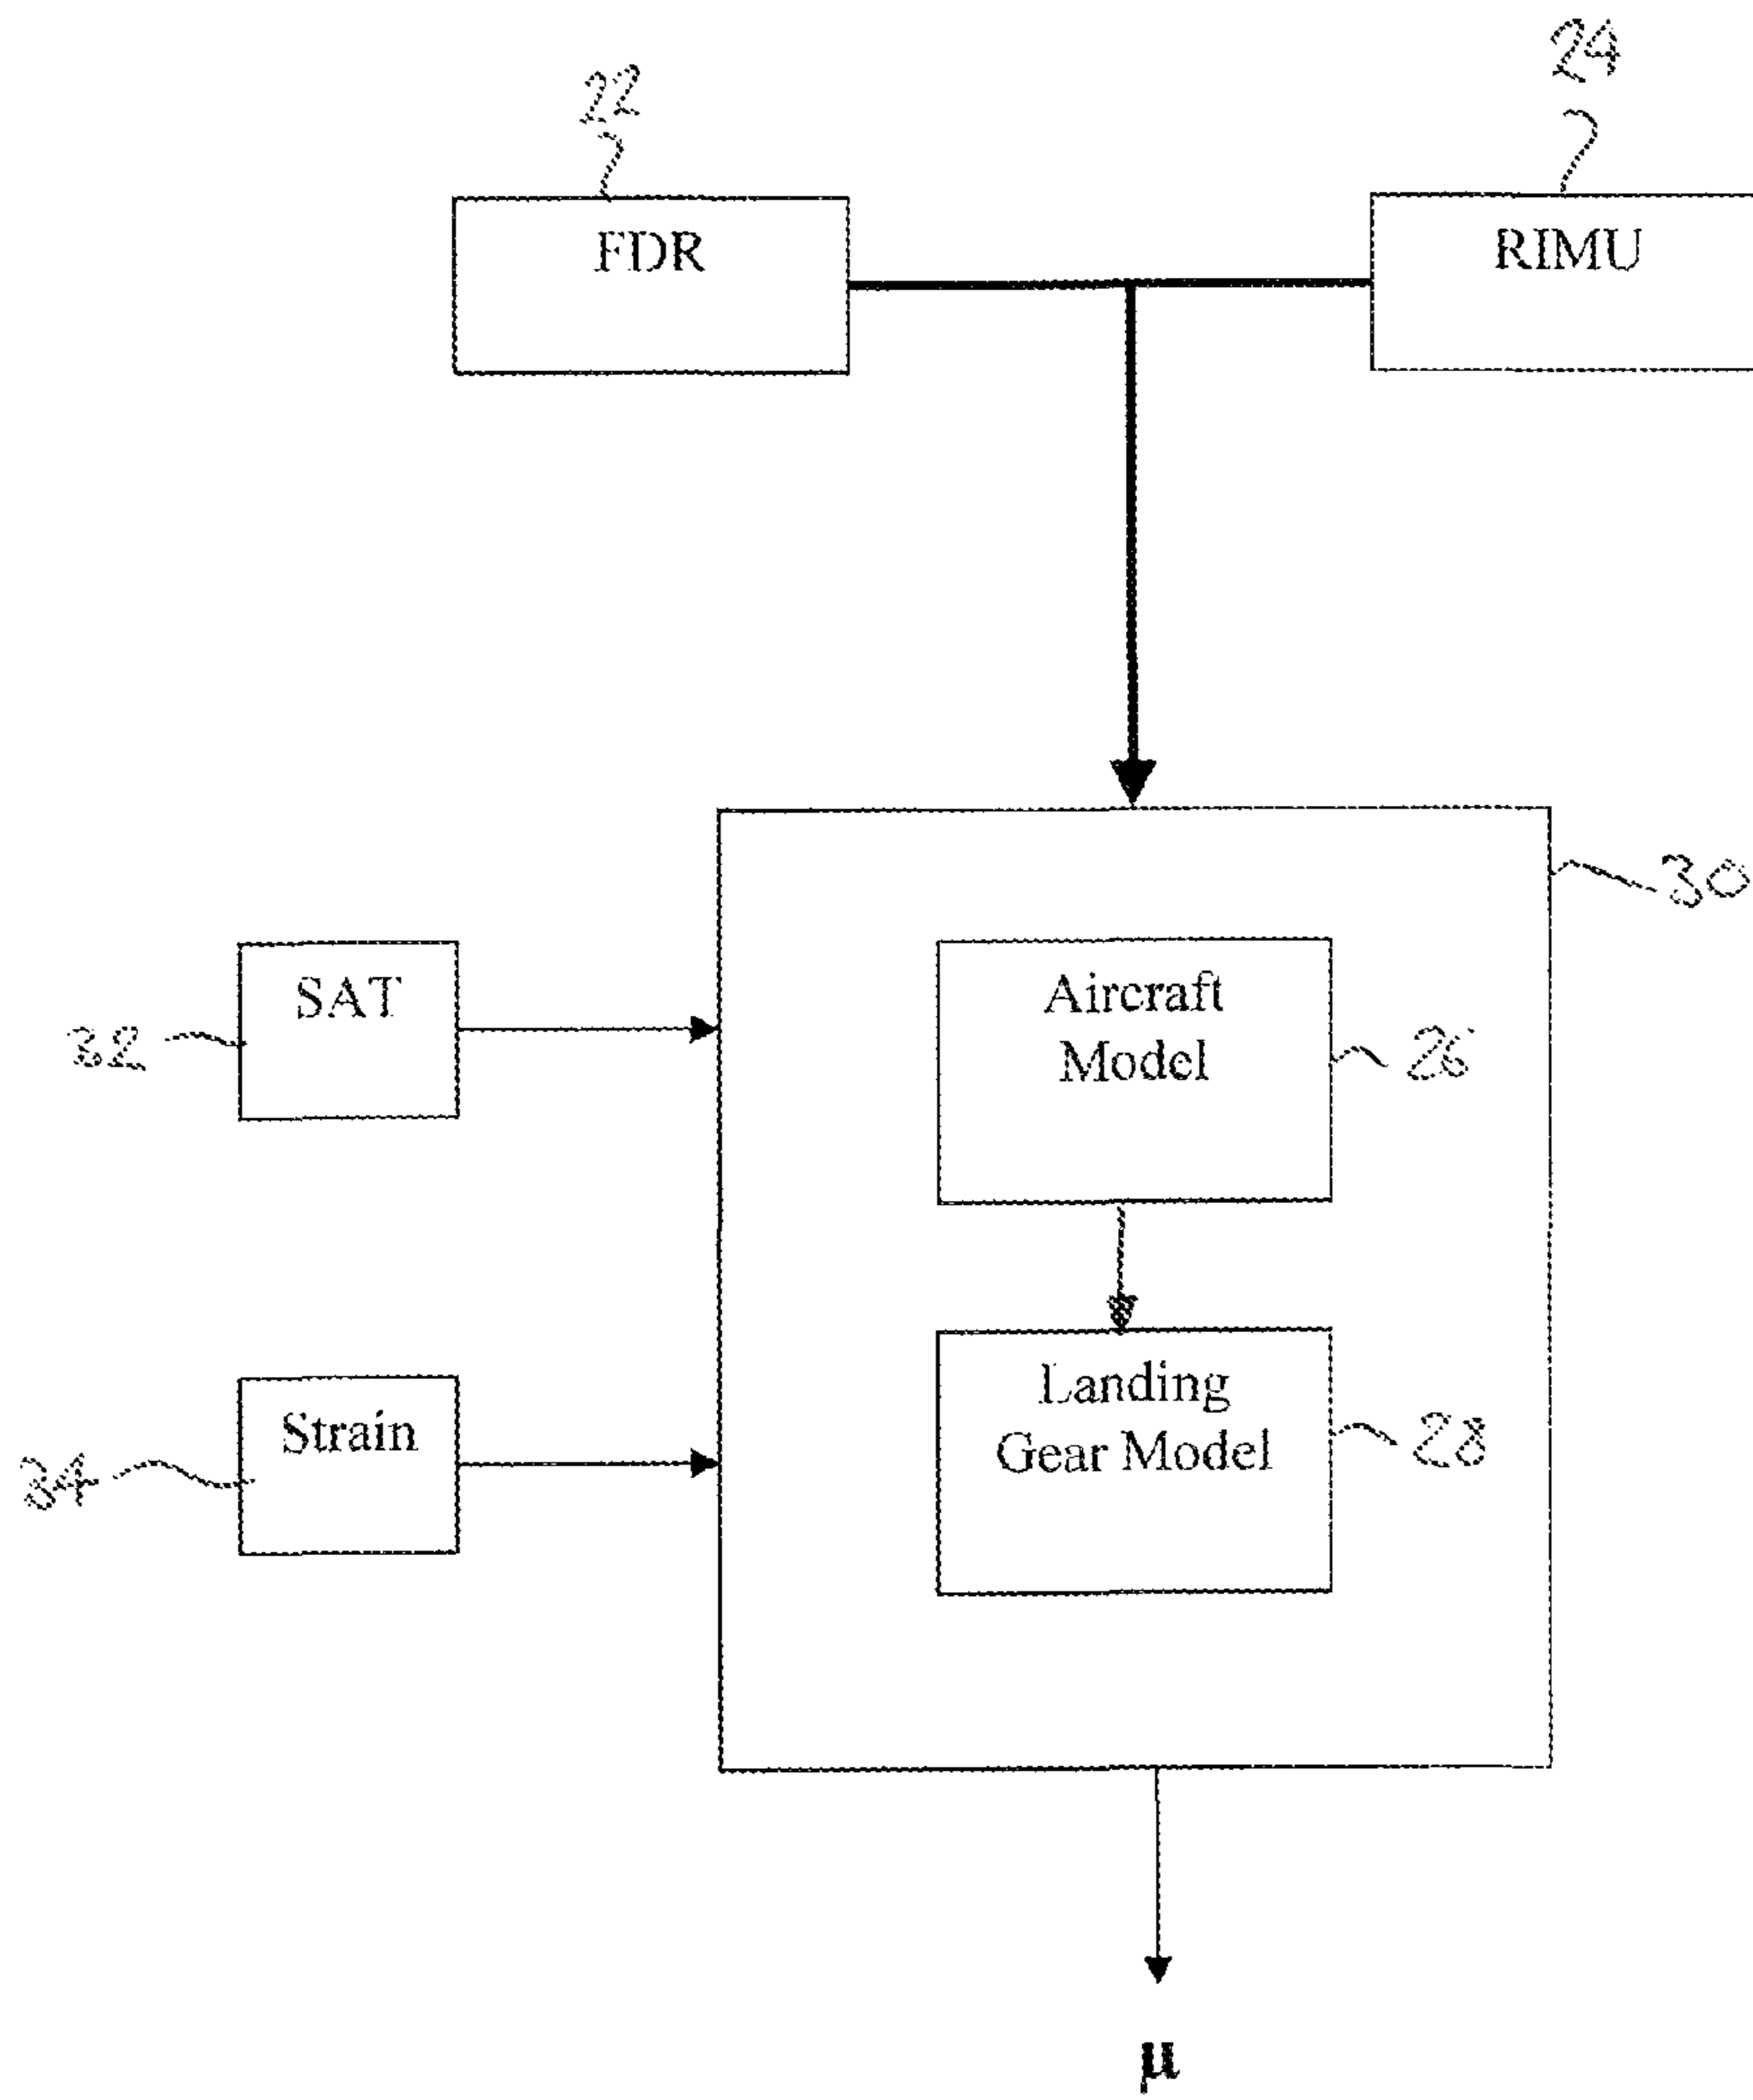 22
24
FDR
RIMU
30
SAT
32
Aircraft
Model
26
Strain
34
Landing
Gear Model
28
μ